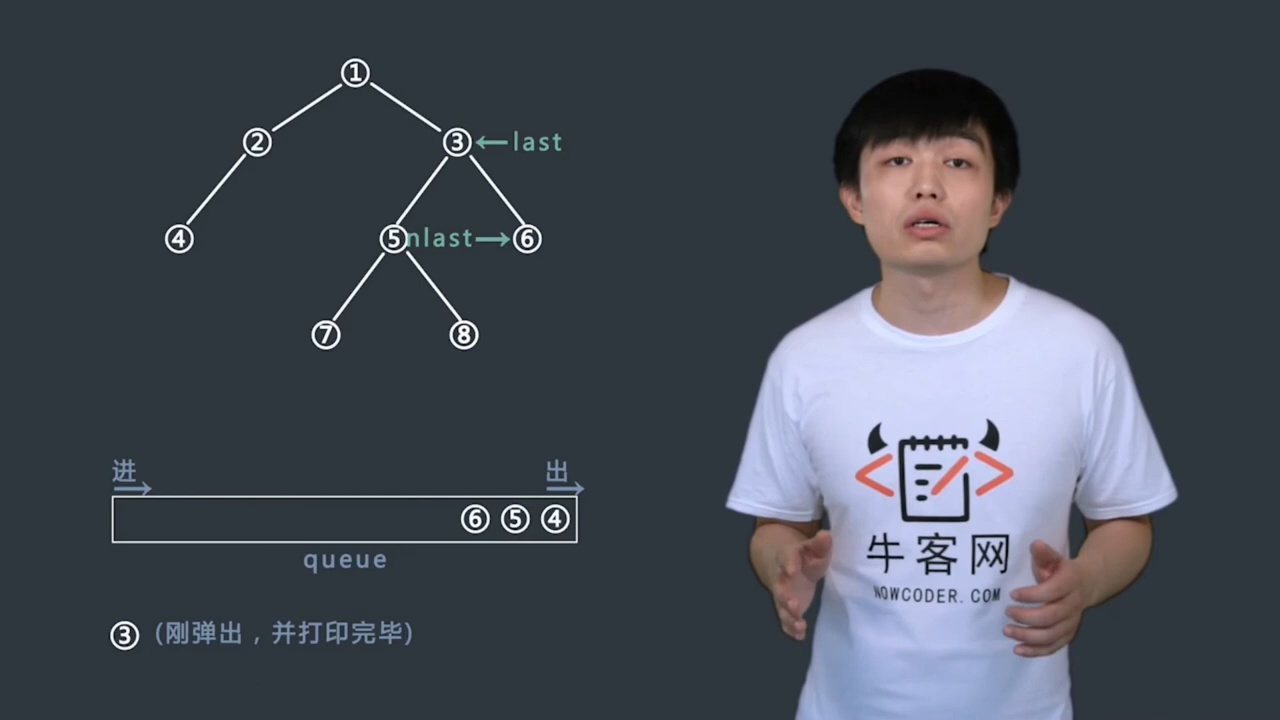 ①
② ③ ←last
④ ⑤ nlast→ ⑥
⑦ ⑧
进 出
⑥ ⑤ ④
queue
③ (刚弹出，并打印完毕)
牛客网
NOWCODER.COM